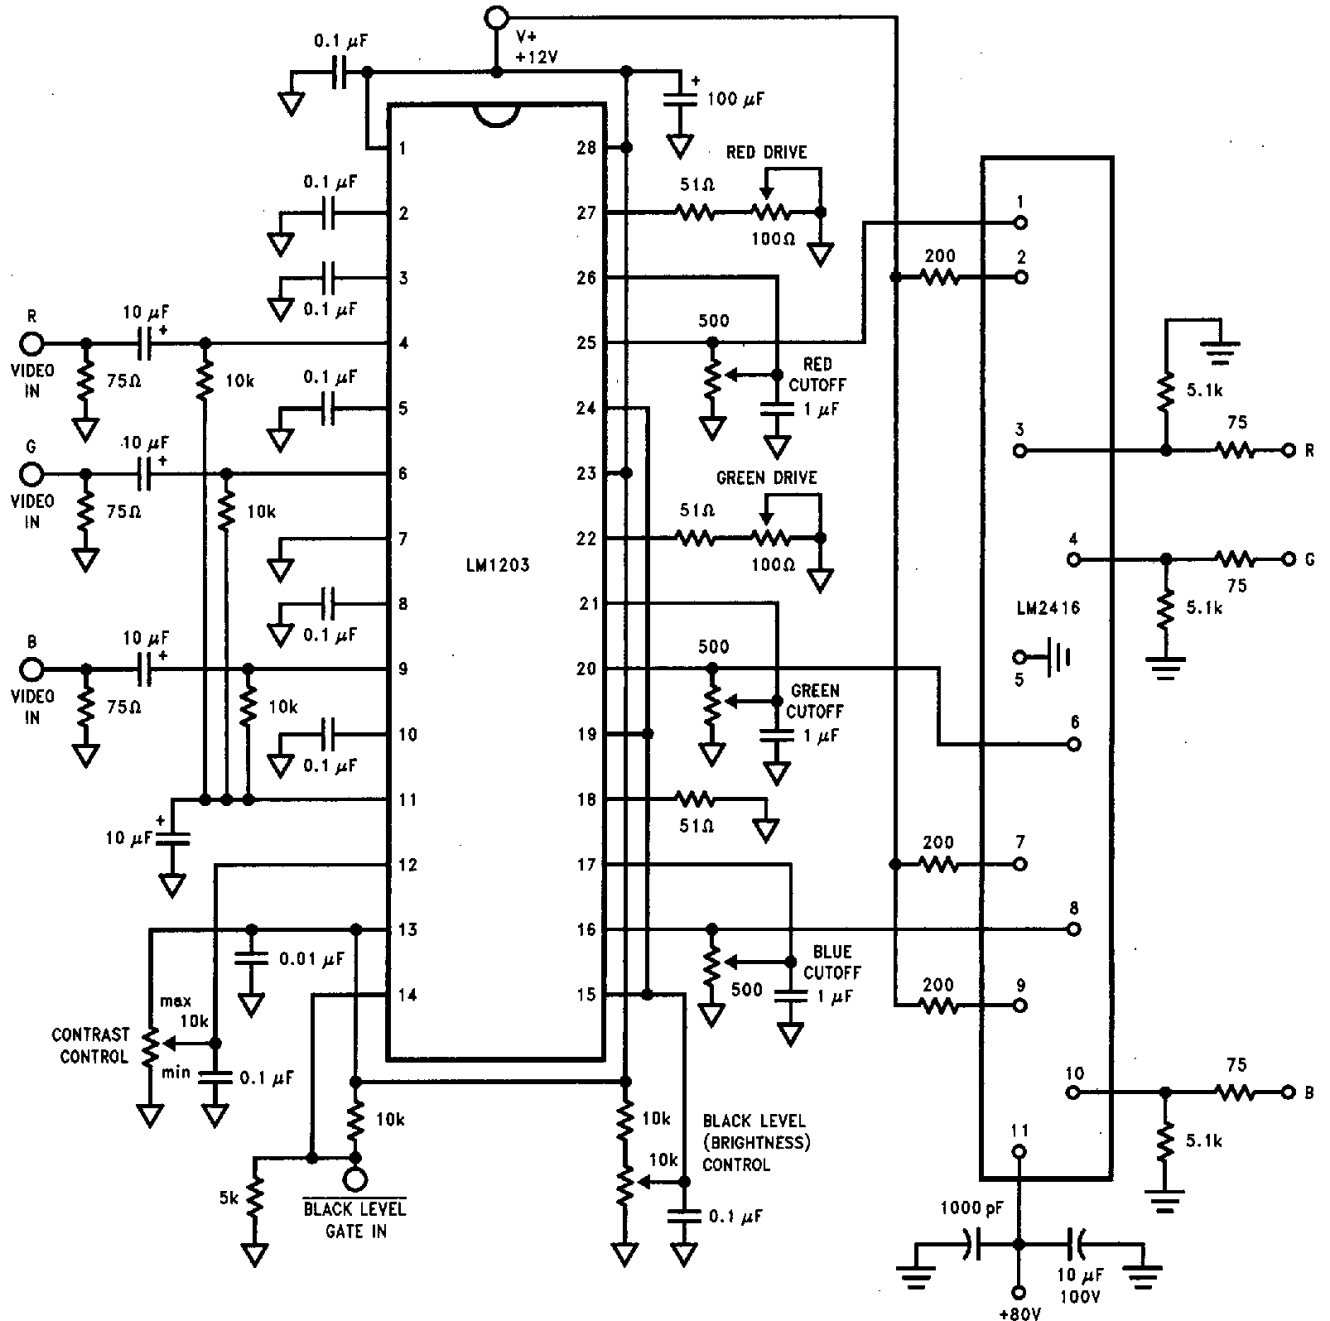 V+
+12V
0.1 μF
100 μF
1
28
RED DRIVE
0.1 μF
51Ω
2
27
100Ω
1
200
2
3
26
0.1 μF
R
VIDEO
IN
10 μF
+
75Ω
10k
4
25
500
RED
CUTOFF
1 μF
0.1 μF
5
24
5.1k
3
75
R
G
VIDEO
IN
10 μF
+
75Ω
10k
6
23
GREEN DRIVE
51Ω
7
22
100Ω
LM1203
4
75
G
5.1k
LM2416
5
8
21
0.1 μF
B
VIDEO
IN
10 μF
+
75Ω
10k
9
20
500
GREEN
CUTOFF
1 μF
6
10
19
0.1 μF
11
18
51Ω
+
10 μF
200
7
12
17
8
13
16
0.01 μF
BLUE
CUTOFF
500
1 μF
14
15
200
9
CONTRAST
CONTROL
max
10k
min
0.1 μF
10
75
B
5.1k
10k
10k
BLACK LEVEL
(BRIGHTNESS)
CONTROL
10k
11
5k
BLACK LEVEL
GATE IN
0.1 μF
1000 pF
10 μF
100V
+80V
+